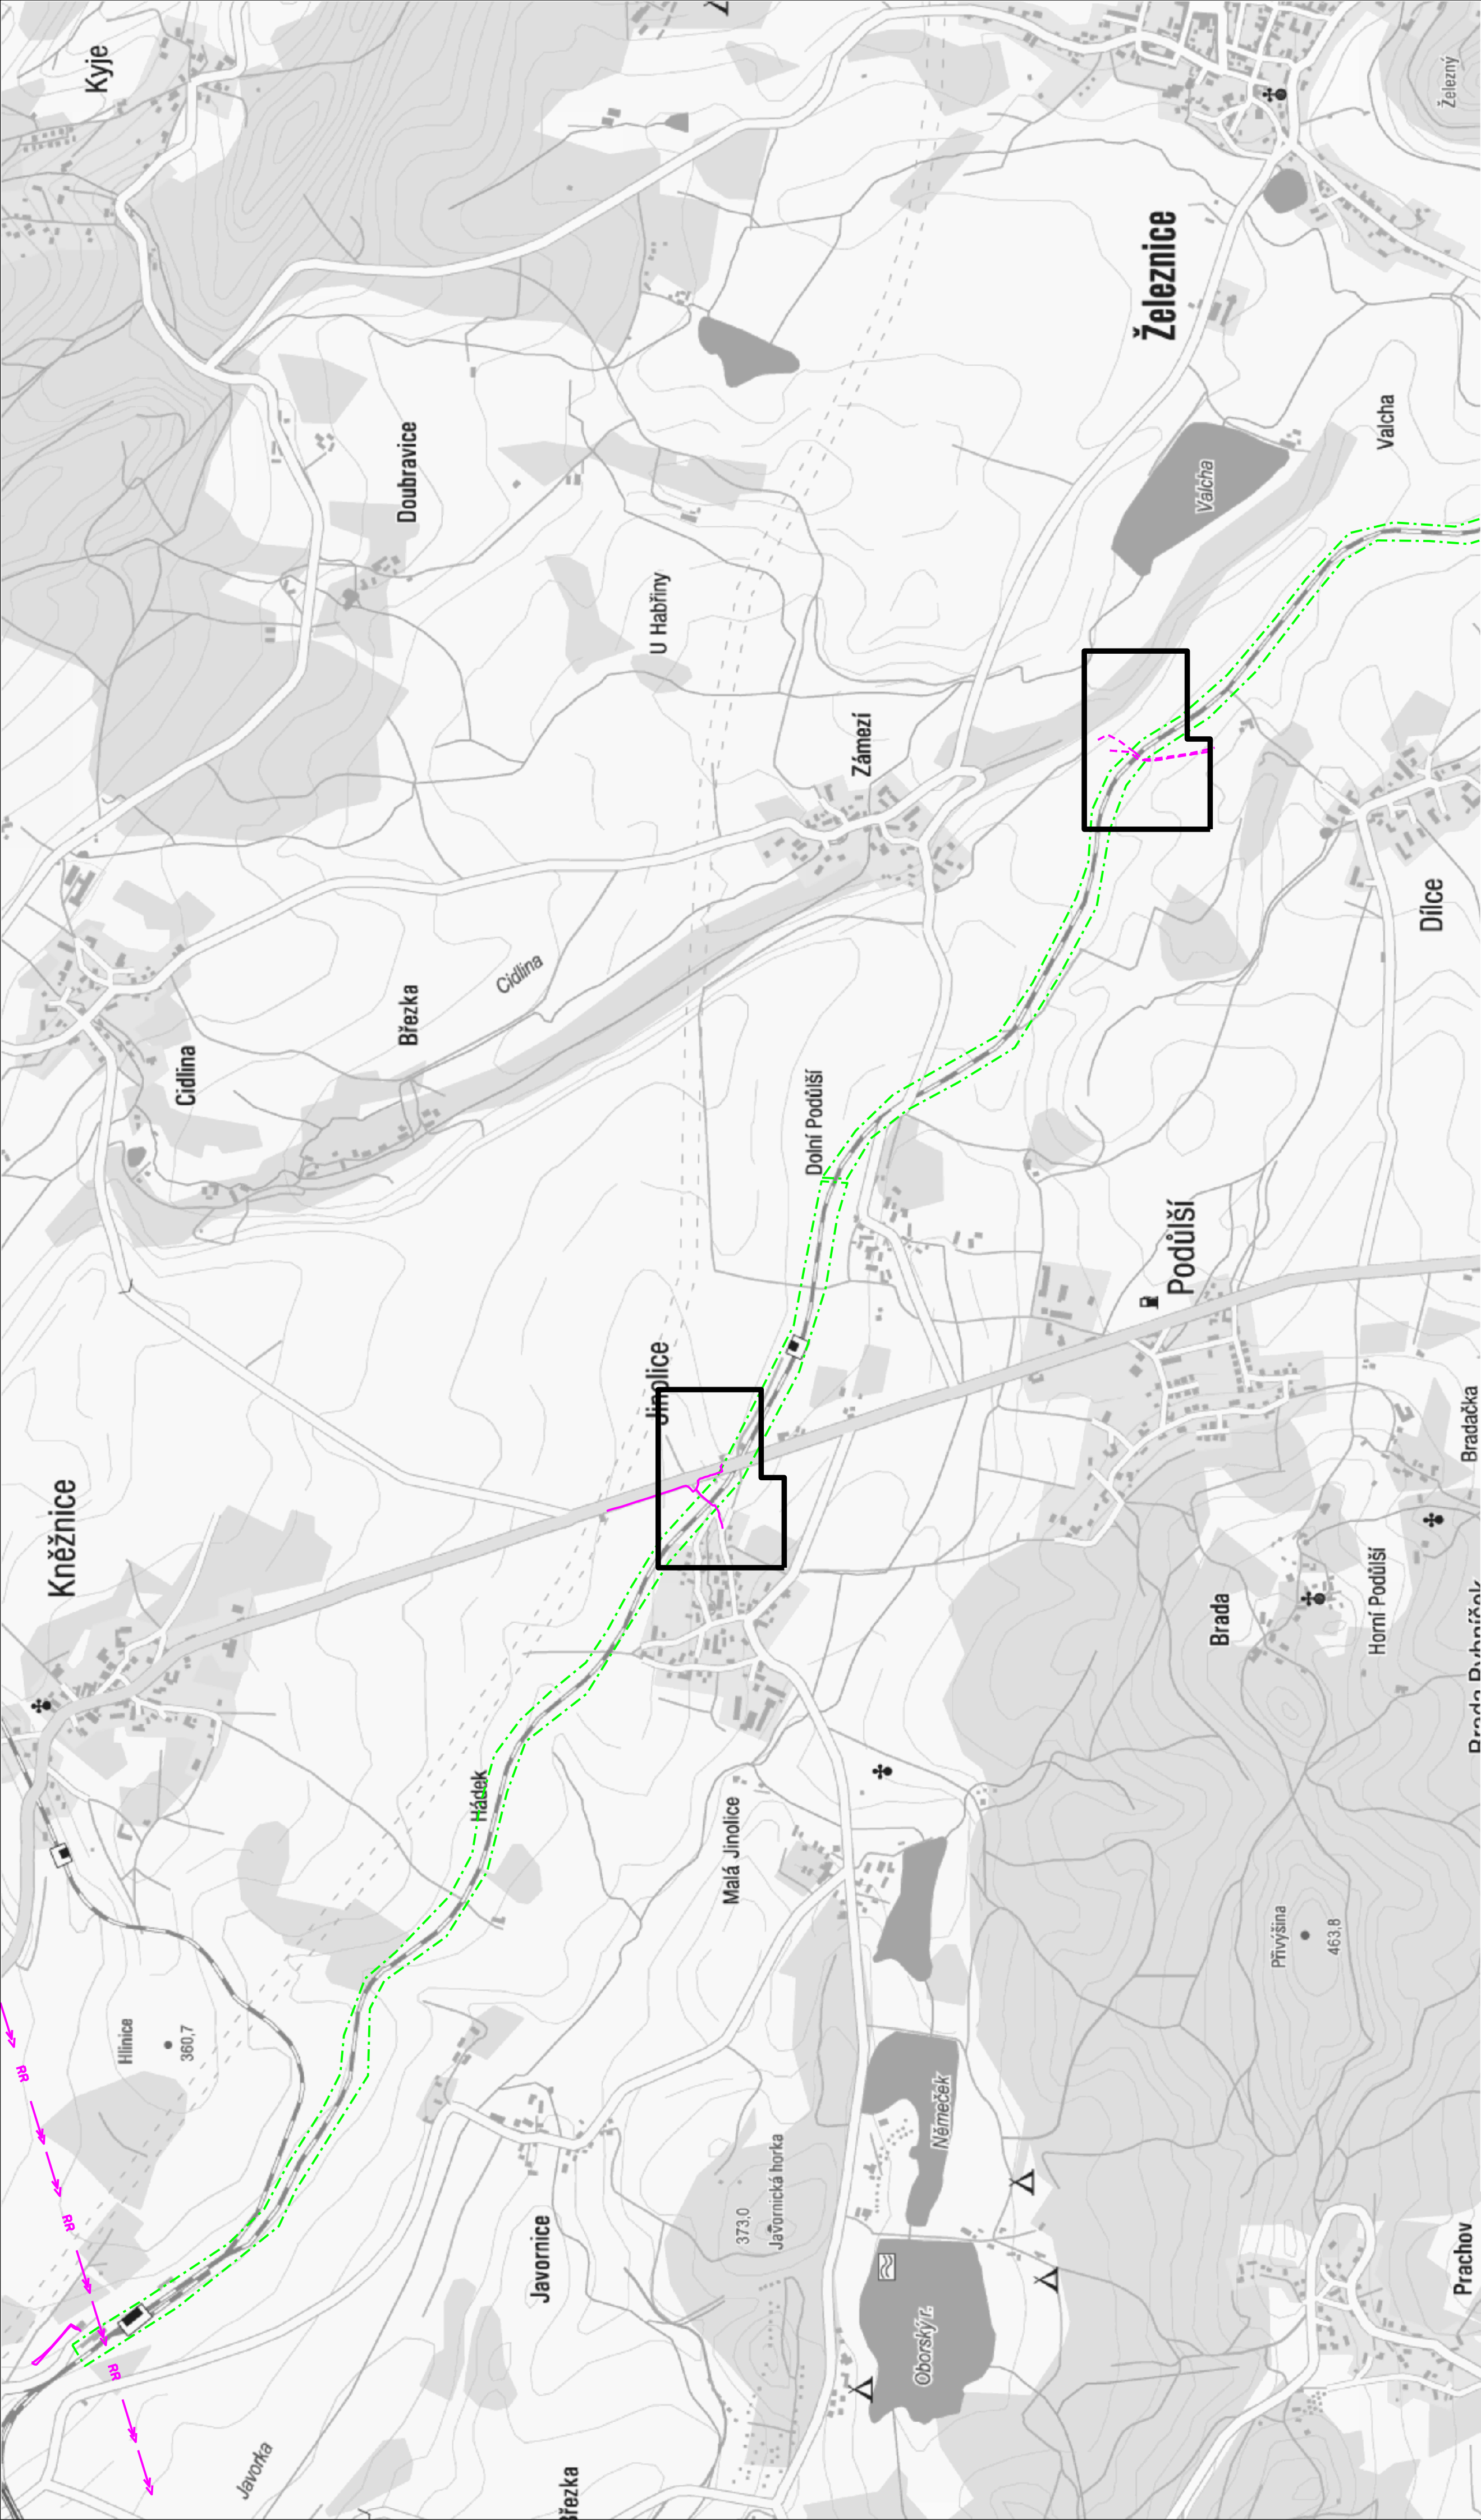 Kyje
Železný
Železnice
Doubravice
Valcha
Valcha
U Habřiny
Zámezí
Dílce
Cidlina
Březka
Cidlina
Dolní Podůlší
Podůlší
Jinolice
Kněžnice
Bradačka
Brada
Horní Podůlší
Hádek
Malá Jinolice
Přivýšina
463,8
Hlinice
360,7
RR
Němeček
RR
Javornická horka
373,0
Javornice
Prachov
RR
Oborský r.
Javorka